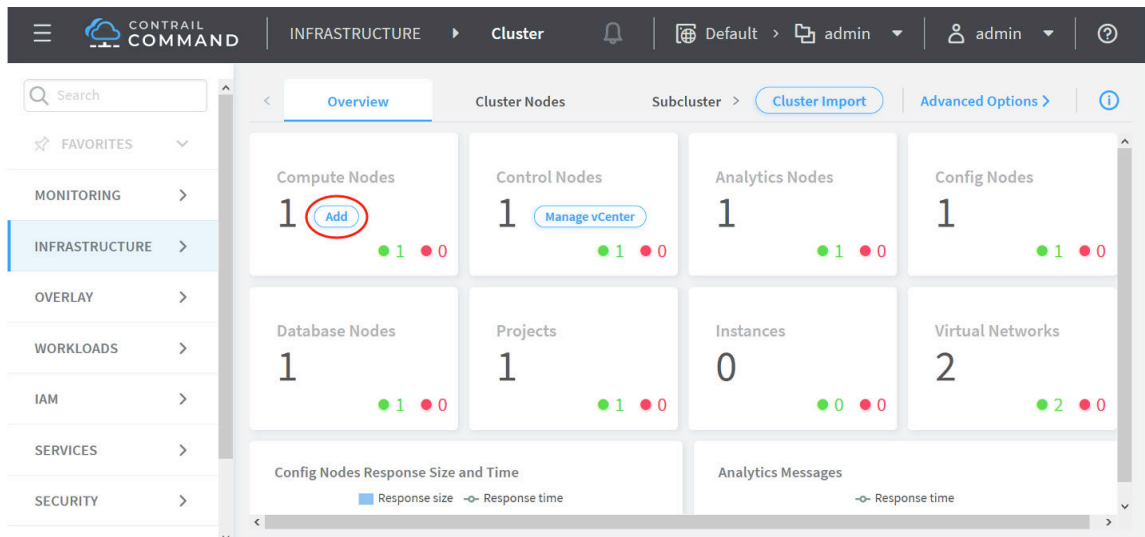 CONTRAIL
COMMAND
INFRASTRUCTURE
Cluster
Default
admin
admin
Search
FAVORITES
MONITORING
INFRASTRUCTURE
OVERLAY
WORKLOADS
IAM
SERVICES
SECURITY
Overview
Cluster Nodes
Subcluster
Cluster Import
Advanced Options
Compute Nodes
1 Add
1 0
Control Nodes
1 Manage vCenter
1 0
Analytics Nodes
1
1 0
Config Nodes
1
1 0
Database Nodes
1
1 0
Projects
1
1 0
Instances
0
0 0
Virtual Networks
2
2 0
Config Nodes Response Size and Time
Response size Response time
Analytics Messages
Response time